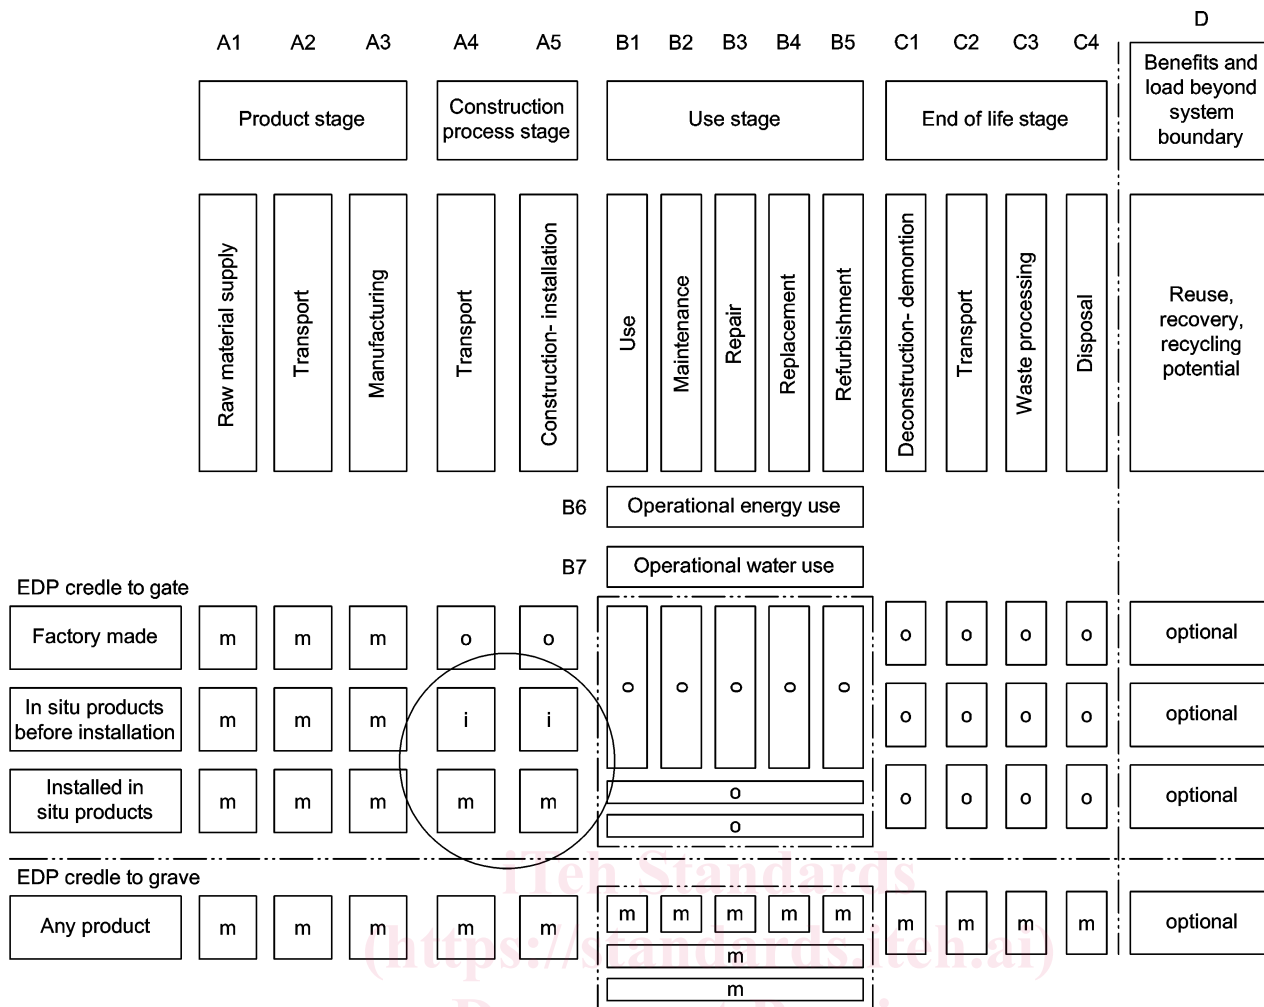 D
A1 A2 A3 A4 A5 B1 B2 B3 B4 B5 C1 C2 C3 C4
Product stage
Construction
process stage
Use stage
End of life stage
Benefits and
load beyond
system
boundary
Raw material supply
Transport
Manufacturing
Transport
Construction- installation
Use
Maintenance
Repair
Replacement
Refurbishment
Deconstruction- demontion
Transport
Waste processing
Disposal
Reuse,
recovery,
recycling
potential
B6 Operational energy use
B7 Operational water use
EDP credle to gate
Factory made
m m m o o o o o o optional
In situ products
before installation
m m m i i o o o o o o o o o optional
Installed in
situ products
m m m m m o o o o o o optional
EDP credle to grave
Any product
m m m m m m m m m m m m m m optional
m
m
iTeh Standards
(https://standards.iteh.ai)